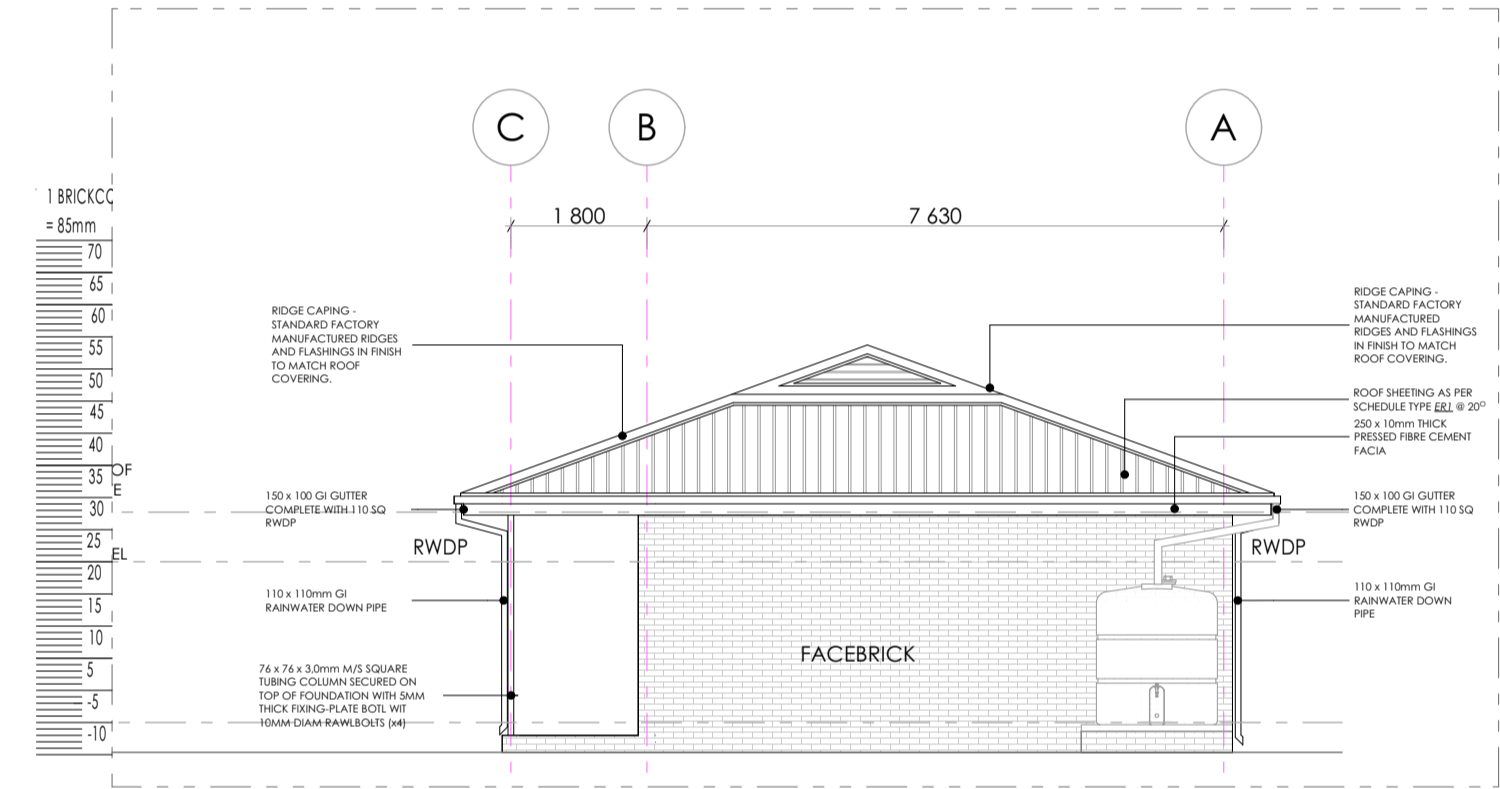 C
B
A
1 800
7 630
1 BRICKCO
= 85mm
70
65
60
55
50
45
40
35
30
25
20
15
10
5
-5
-10
OF
E
EL
RIDGE CAPING -
STANDARD FACTORY
MANUFACTURED RIDGES
AND FLASHINGS IN FINISH
TO MATCH ROOF
COVERING.
150 x 100 GI GUTTER
COMPLETE WITH 110 SQ
RWDP
RWDP
110 x 110mm GI
RAINWATER DOWN PIPE
76 x 76 x 3,0mm M/S SQUARE
TUBING COLUMN SECURED ON
TOP OF FOUNDATION WITH 5MM
THICK FIXING-PLATE BOTL WIT
10MM DIAM RAWLBOLTS (x4)
FACEBRICK
RIDGE CAPING -
STANDARD FACTORY
MANUFACTURED
RIDGES AND FLASHINGS
IN FINISH TO MATCH
ROOF COVERING.
ROOF SHEETING AS PER
SCHEDULE TYPE ER1 @ 20°
250 x 10mm THICK
PRESSED FIBRE CEMENT
FACIA
150 x 100 GI GUTTER
COMPLETE WITH 110 SQ
RWDP
RWDP
110 x 110mm GI
RAINWATER DOWN
PIPE